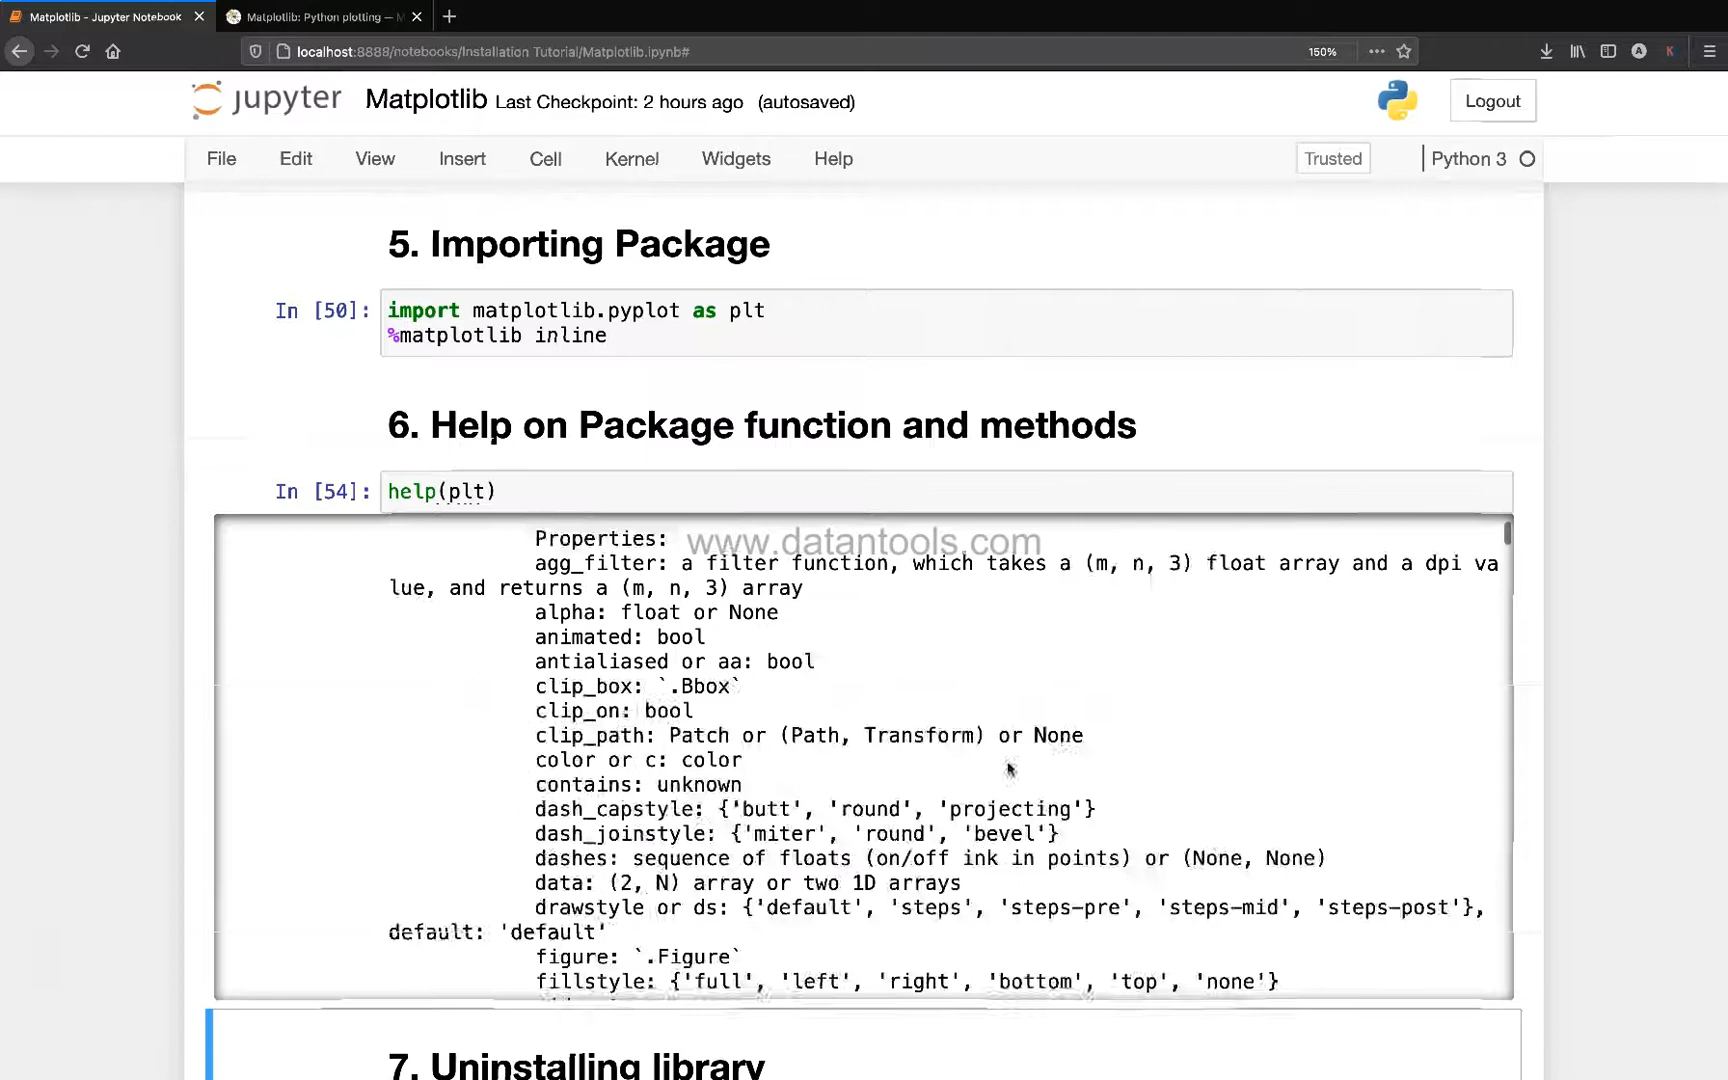 Matplotlib - Jupyter Notebook
Matplotlib: Python plotting — M
localhost:8888/notebooks/Installation Tutorial/Matplotlib.ipynb#
150%
jupyter Matplotlib Last Checkpoint: 2 hours ago (autosaved)
Logout
File Edit View Insert Cell Kernel Widgets Help
Trusted
Python 3
5. Importing Package
In [50]: import matplotlib.pyplot as plt
%matplotlib inline
6. Help on Package function and methods
In [54]: help(plt)
www.datantools.com
Properties:
agg_filter: a filter function, which takes a (m, n, 3) float array and a dpi va
lue, and returns a (m, n, 3) array
alpha: float or None
animated: bool
antialiased or aa: bool
clip_box: `.Bbox`
clip_on: bool
clip_path: Patch or (Path, Transform) or None
color or c: color
contains: unknown
dash_capstyle: {'butt', 'round', 'projecting'}
dash_joinstyle: {'miter', 'round', 'bevel'}
dashes: sequence of floats (on/off ink in points) or (None, None)
data: (2, N) array or two 1D arrays
drawstyle or ds: {'default', 'steps', 'steps-pre', 'steps-mid', 'steps-post'},
default: 'default'
figure: `.Figure`
fillstyle: {'full', 'left', 'right', 'bottom', 'top', 'none'}
7. Uninstalling library